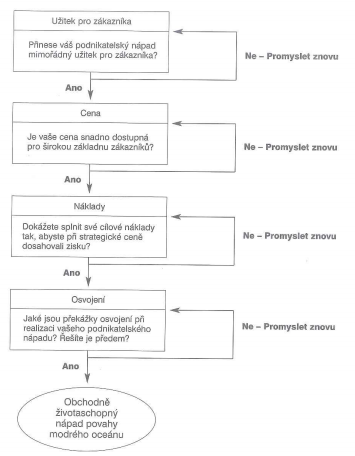 Užitek pro zákazníka
Přinese váš podnikatelský nápad
mimořádný užitek pro zákazníka?
Ne – Promyslet znovu
Ano
Cena
Je vaše cena snadno dostupná
pro širokou základnu zákazníků?
Ne – Promyslet znovu
Ano
Náklady
Dokážete splnit své cílové náklady
tak, abyste při strategické ceně
dosahovali zisku?
Ne – Promyslet znovu
Ano
Osvojení
Jaké jsou překážky osvojení při
realizaci vašeho podnikatelského
nápadu? Řešíte je předem?
Ne – Promyslet znovu
Ano
Obchodně
životaschopný
nápad povahy
modrého oceánu